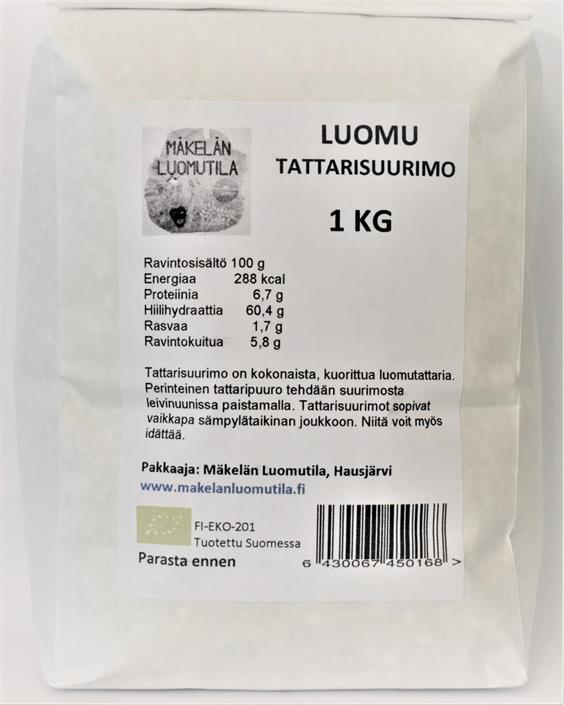 MÄKELÄN
LUOMUTILA
LUOMU
TATTARISUURIMO
1 KG
Ravintosisältö 100 g
Energiaa 288 kcal
Proteiinia 6,7 g
Hiilihydraattia 60,4 g
Rasvaa 1,7 g
Ravintokuitua 5,8 g
Tattarisuurimo on kokonaista, kuorittua luomutattaria.
Perinteinen tattaripuuro tehdään suurimosta
leivinuunissa paistamalla. Tattarisuurimot sopivat
vaikkapa sämpylätaikinan joukkoon. Niitä voit myös
idättää.
Pakkaaja: Mäkelän Luomutila, Hausjärvi
www.makelanluomutila.fi
FI-EKO-201
Tuotettu Suomessa
Parasta ennen
6 430067 450168 >